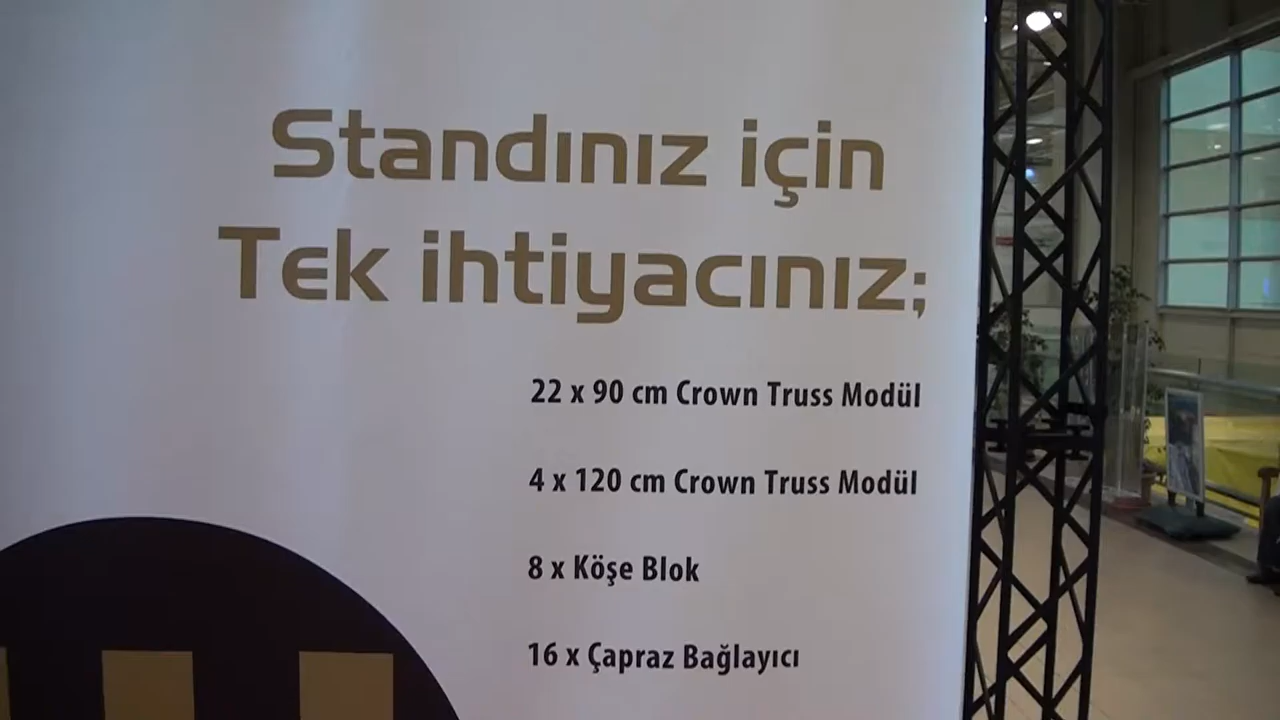 Standınız için
Tek ihtiyacınız;
22 x 90 cm Crown Truss Modül
4 x 120 cm Crown Truss Modül
8 x Köşe Blok
16 x Çapraz Bağlayıcı